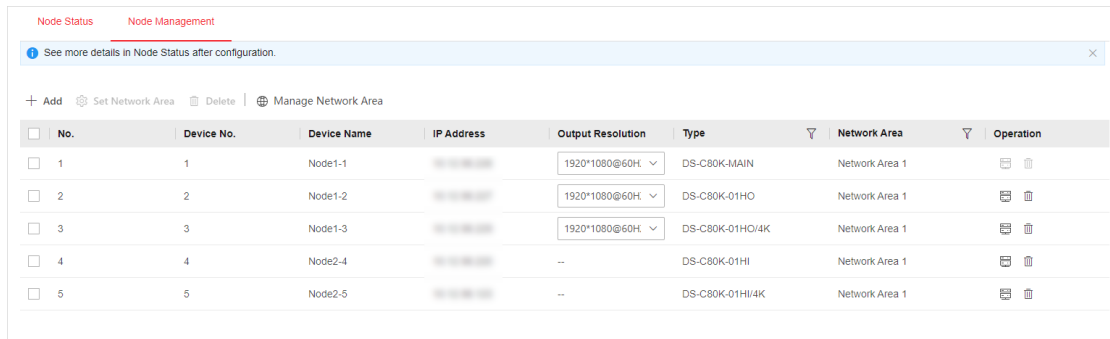 Node Status Node Management
See more details in Node Status after configuration.
Add Set Network Area Delete Manage Network Area
No. Device No. Device Name IP Address Output Resolution Type Network Area Operation
1 1 Node1-1 1920*1080@60H. DS-C80K-MAIN Network Area 1
2 2 Node1-2 1920*1080@60H. DS-C80K-01HO Network Area 1
3 3 Node1-3 1920*1080@60H. DS-C80K-01HO/4K Network Area 1
4 4 Node2-4 -- DS-C80K-01HI Network Area 1
5 5 Node2-5 -- DS-C80K-01HI/4K Network Area 1